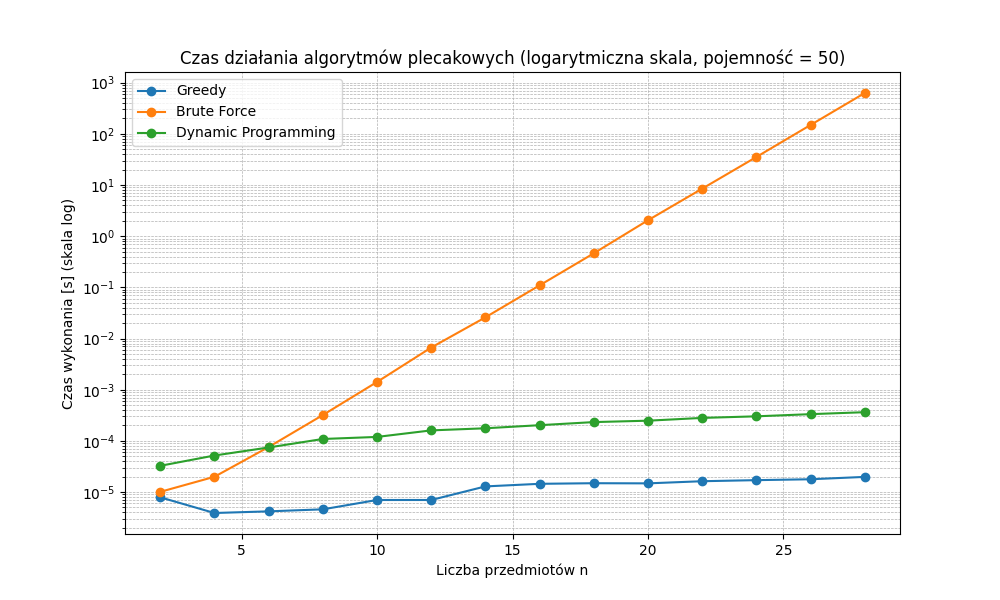 Czas działania algorytmów plecakowych (logarytmiczna skala, pojemność = 50)
Greedy
Brute Force
Dynamic Programming
Czas wykonania [s] (skala log)
10³
10²
10¹
10⁰
10⁻¹
10⁻²
10⁻³
10⁻⁴
10⁻⁵
5 10 15 20 25
Liczba przedmiotów n